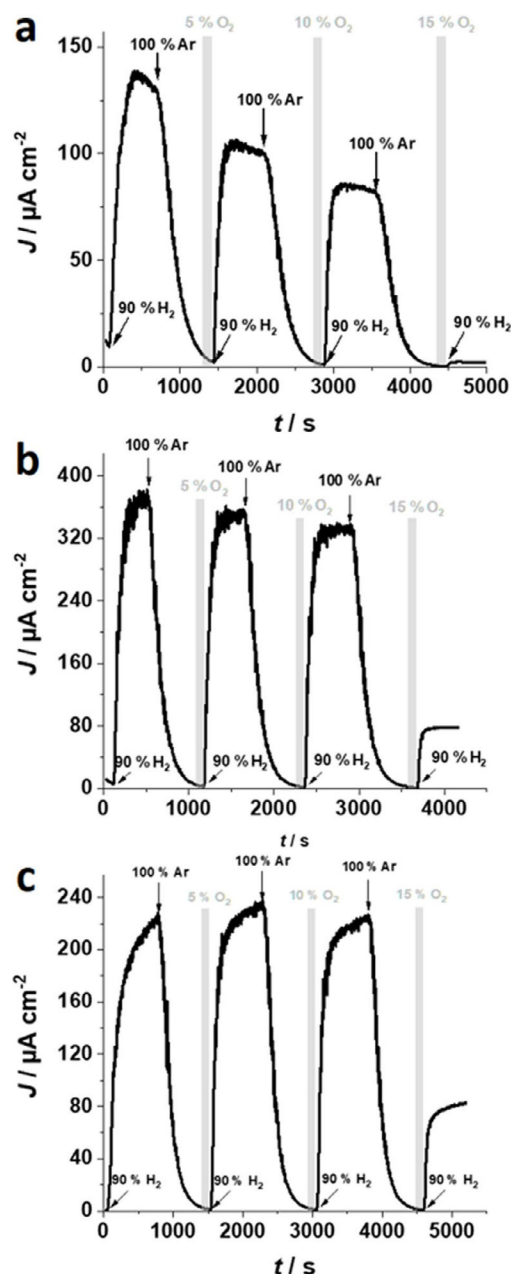 a
5 % O₂
10 % O₂
15 % O₂
150
100 % Ar
100 % Ar
100 % Ar
100
J / µA cm⁻²
50
90 % H₂
90 % H₂
90 % H₂
90 % H₂
0
0 1000 2000 3000 4000 5000
t / s
b
400
100 % Ar
100 % Ar
100 % Ar
5 % O₂
10 % O₂
15 % O₂
320
240
J / µA cm⁻²
160
80
90 % H₂
90 % H₂
90 % H₂
90 % H₂
0
0 1000 2000 3000 4000
t / s
c
100 % Ar
100 % Ar
100 % Ar
240
5 % O₂
10 % O₂
15 % O₂
200
160
J / µA cm⁻²
120
80
40
90 % H₂
90 % H₂
90 % H₂
90 % H₂
0
0 1000 2000 3000 4000 5000
t / s